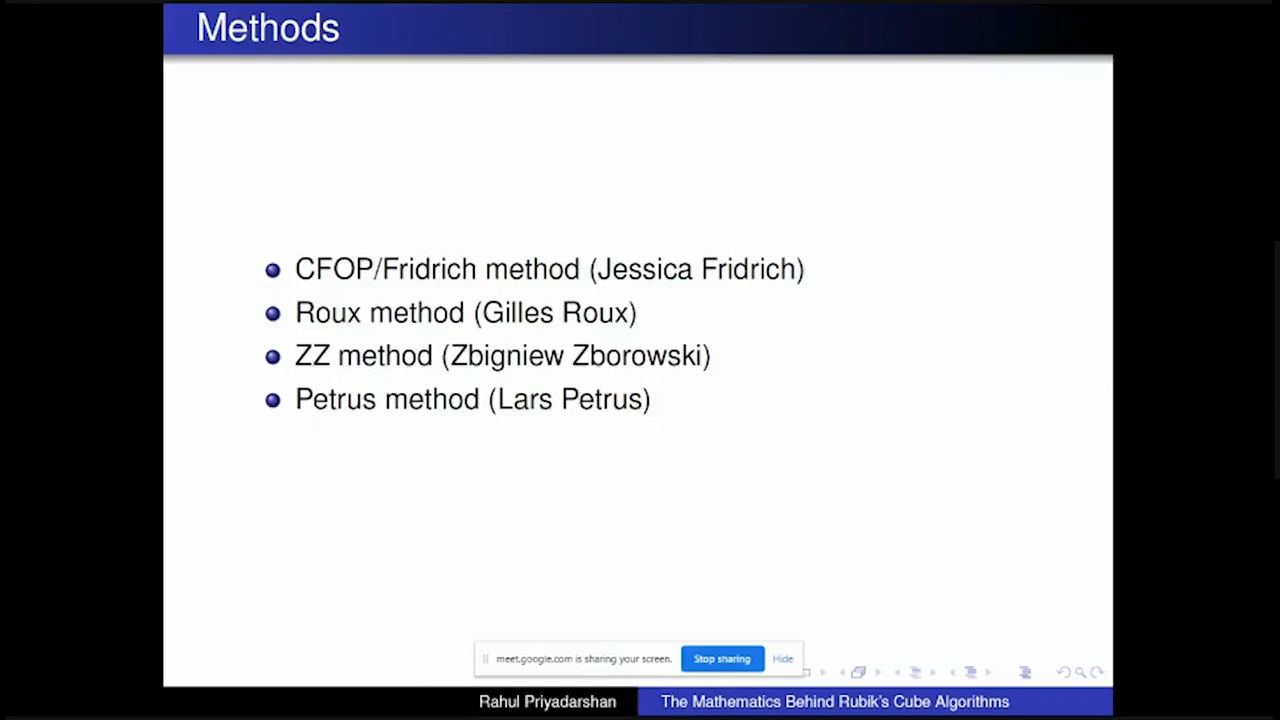 Methods
CFOP/Fridrich method (Jessica Fridrich)
Roux method (Gilles Roux)
ZZ method (Zbigniew Zborowski)
Petrus method (Lars Petrus)
meet.google.com is sharing your screen. Stop sharing Hide
Rahul Priyadarshan The Mathematics Behind Rubik's Cube Algorithms